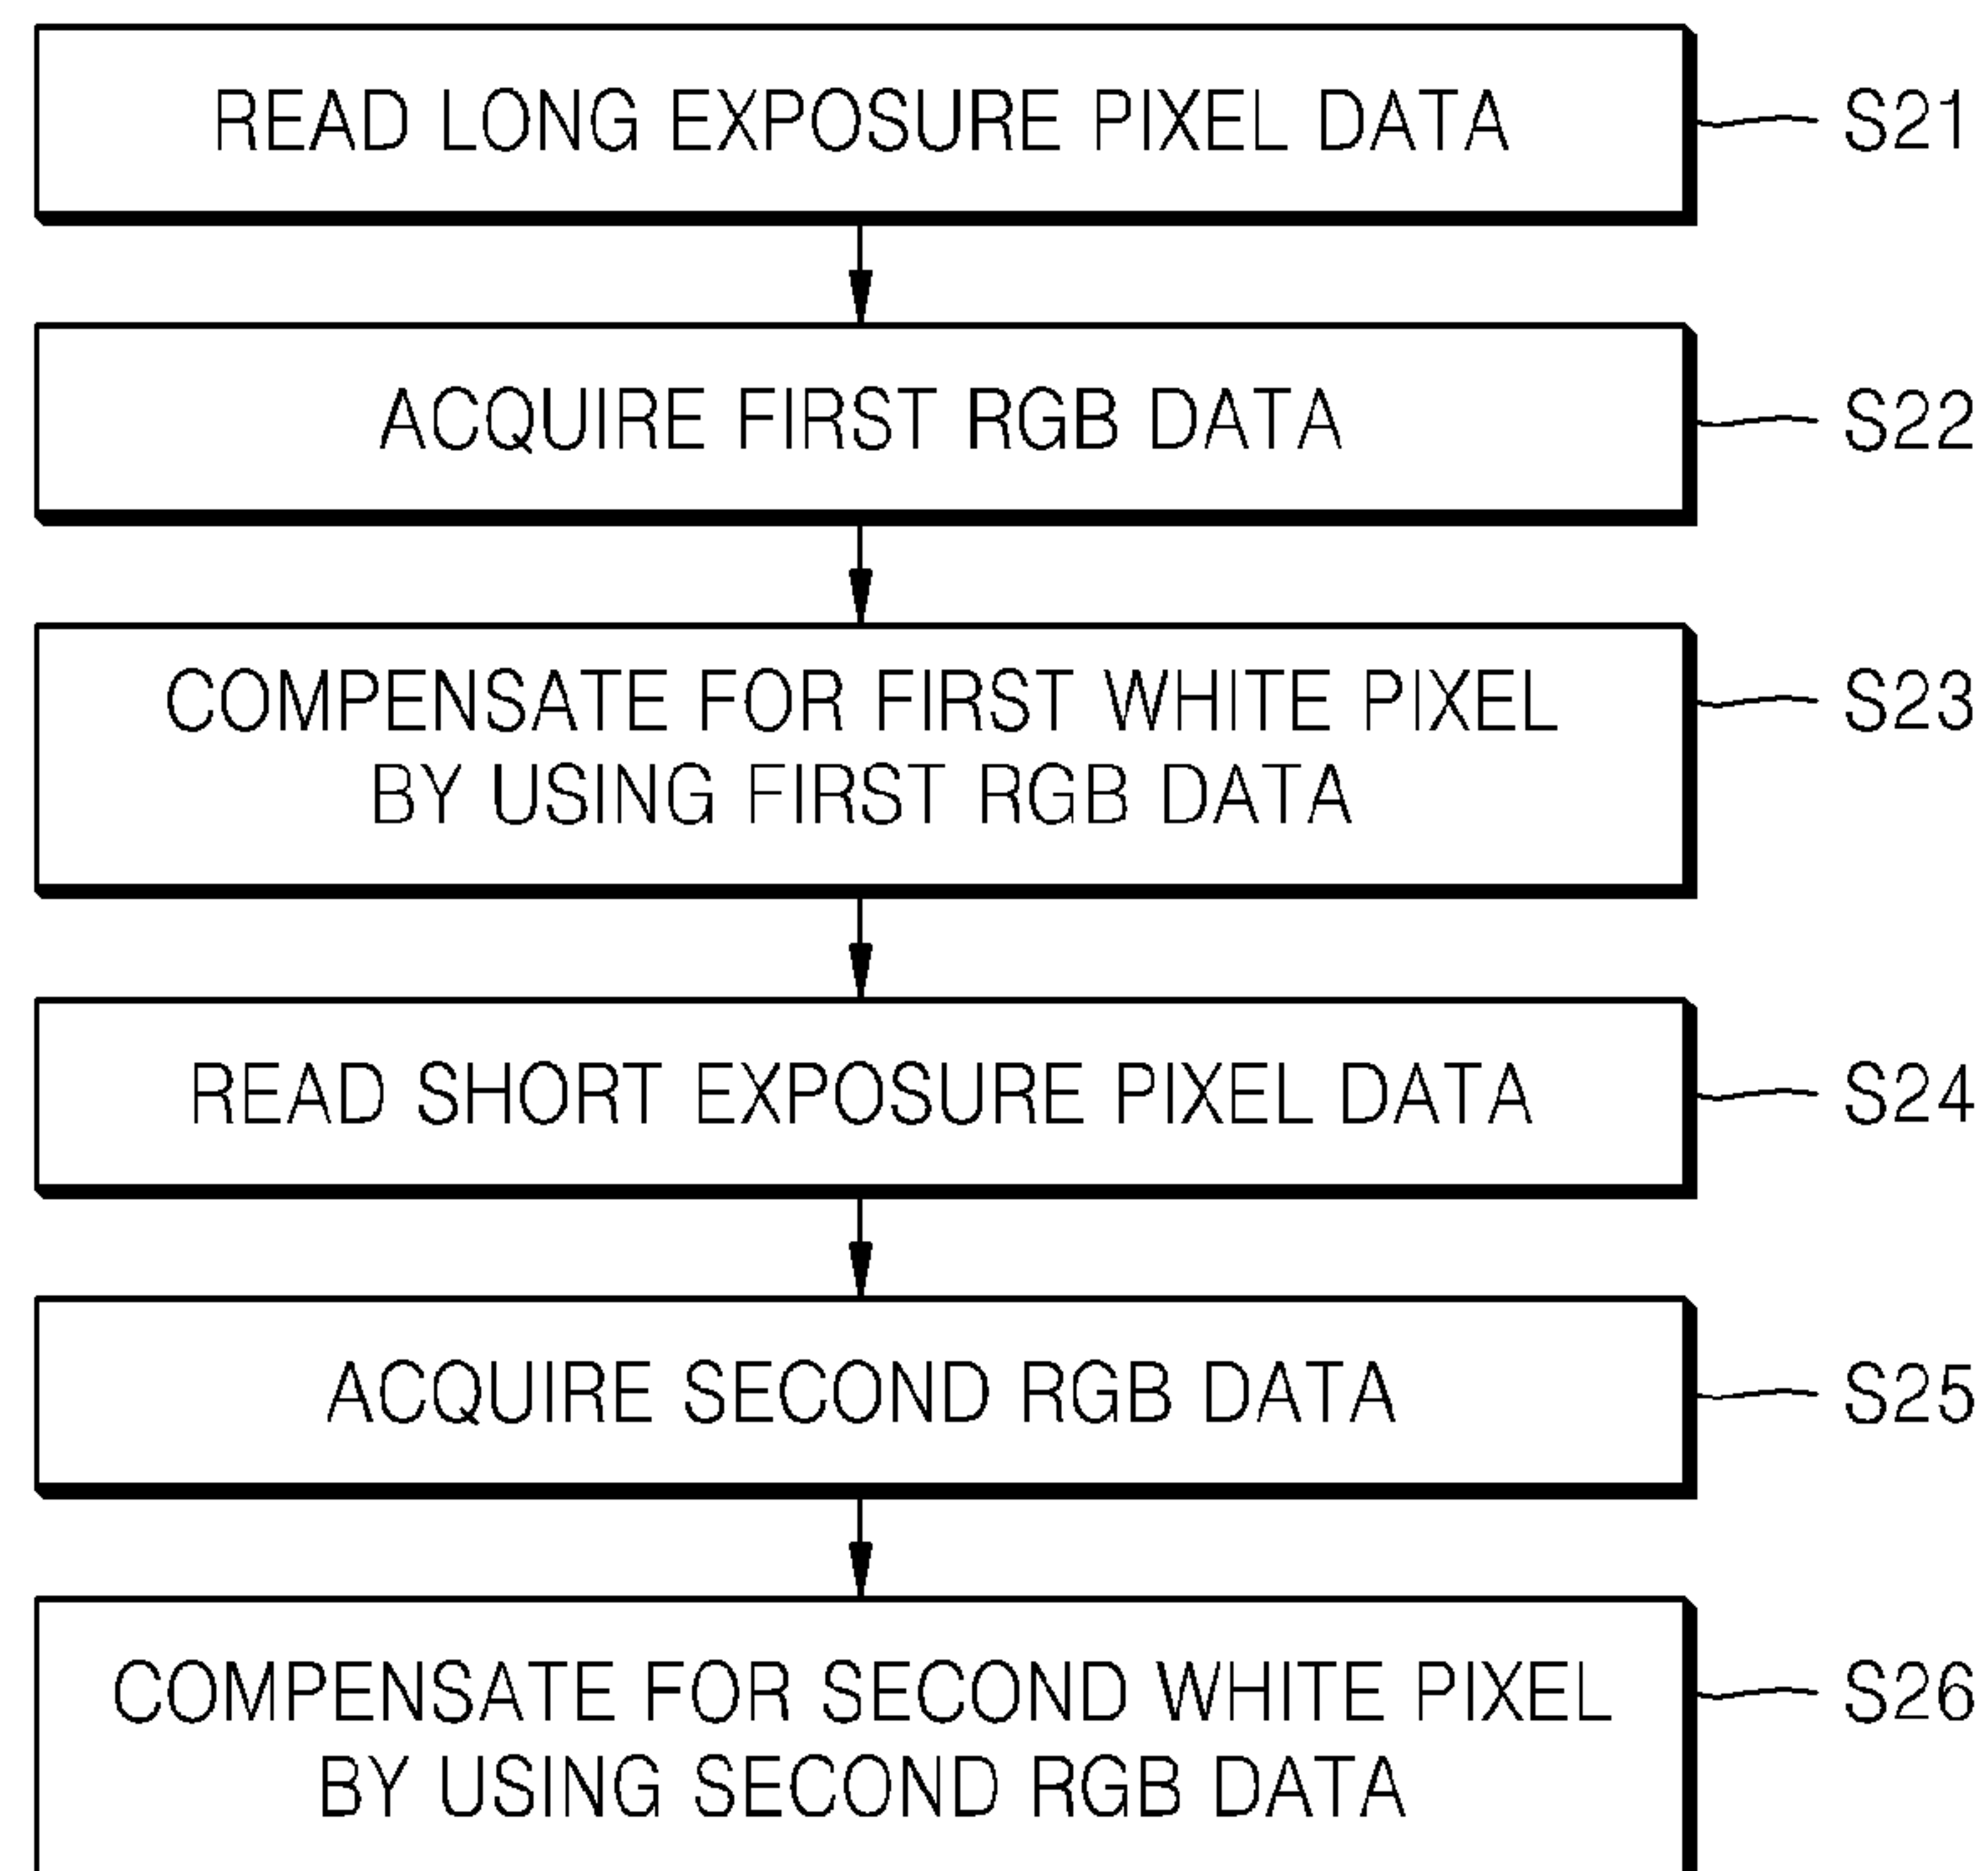 READ LONG EXPOSURE PIXEL DATA S21
ACQUIRE FIRST RGB DATA S22
COMPENSATE FOR FIRST WHITE PIXEL S23
BY USING FIRST RGB DATA
READ SHORT EXPOSURE PIXEL DATA S24
ACQUIRE SECOND RGB DATA S25
COMPENSATE FOR SECOND WHITE PIXEL S26
BY USING SECOND RGB DATA